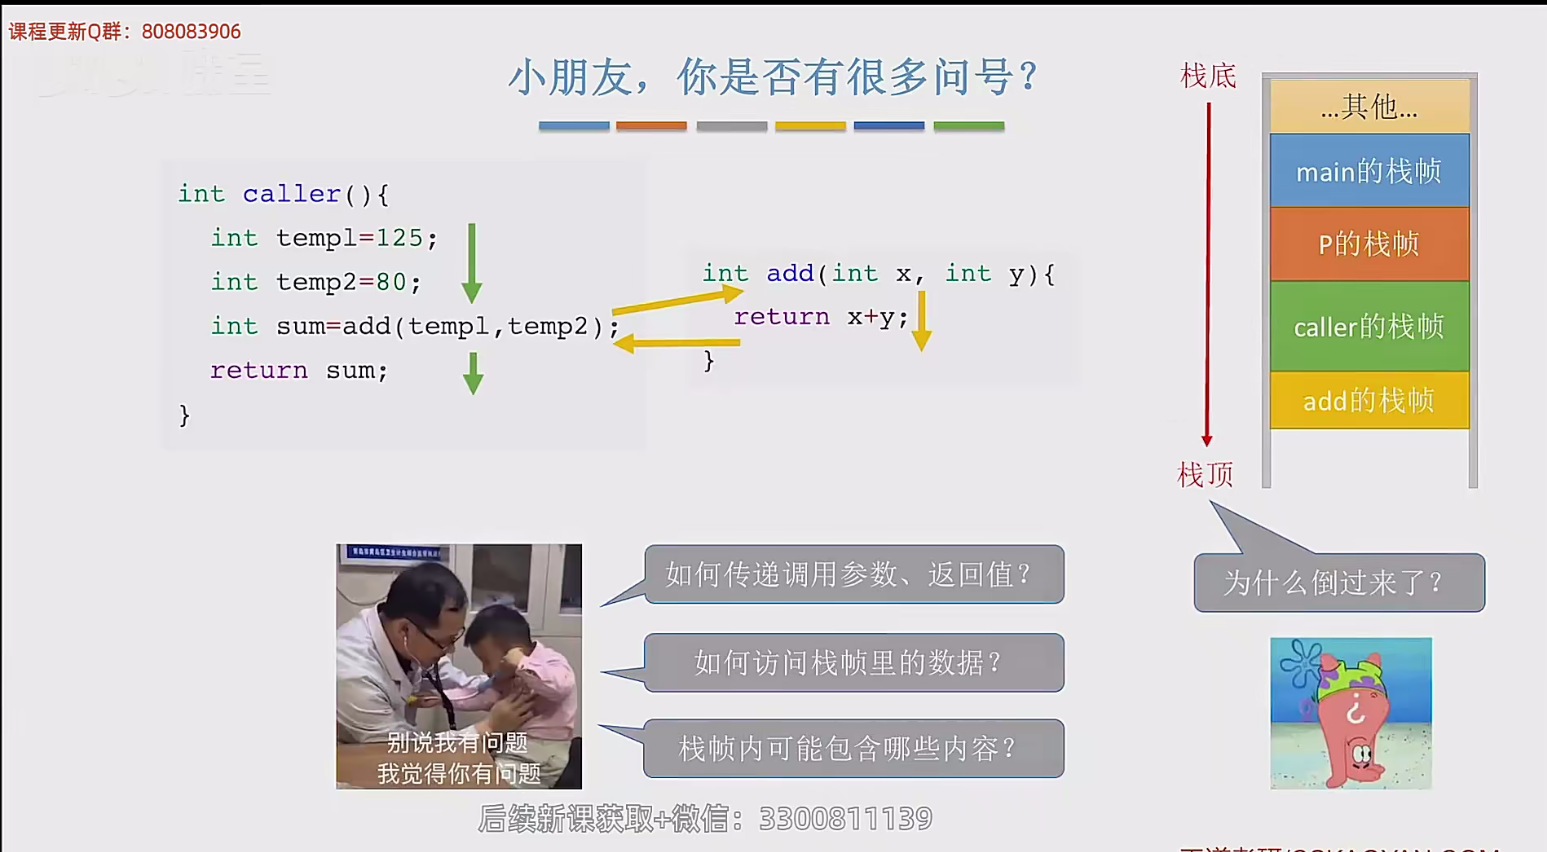 课程更新Q群：808083906
小朋友，你是否有很多问号？
int caller(){
int temp1=125;
int temp2=80;
int sum=add(temp1,temp2);
return sum;
}
int add(int x, int y){
return x+y;
}
栈底
栈顶
...其他...
main的栈帧
P的栈帧
caller的栈帧
add的栈帧
为什么倒过来了？
如何传递调用参数、返回值？
如何访问栈帧里的数据？
栈帧内可能包含哪些内容？
别说我有问题
我觉得你有问题
?
后续新课获取+微信：3300811139